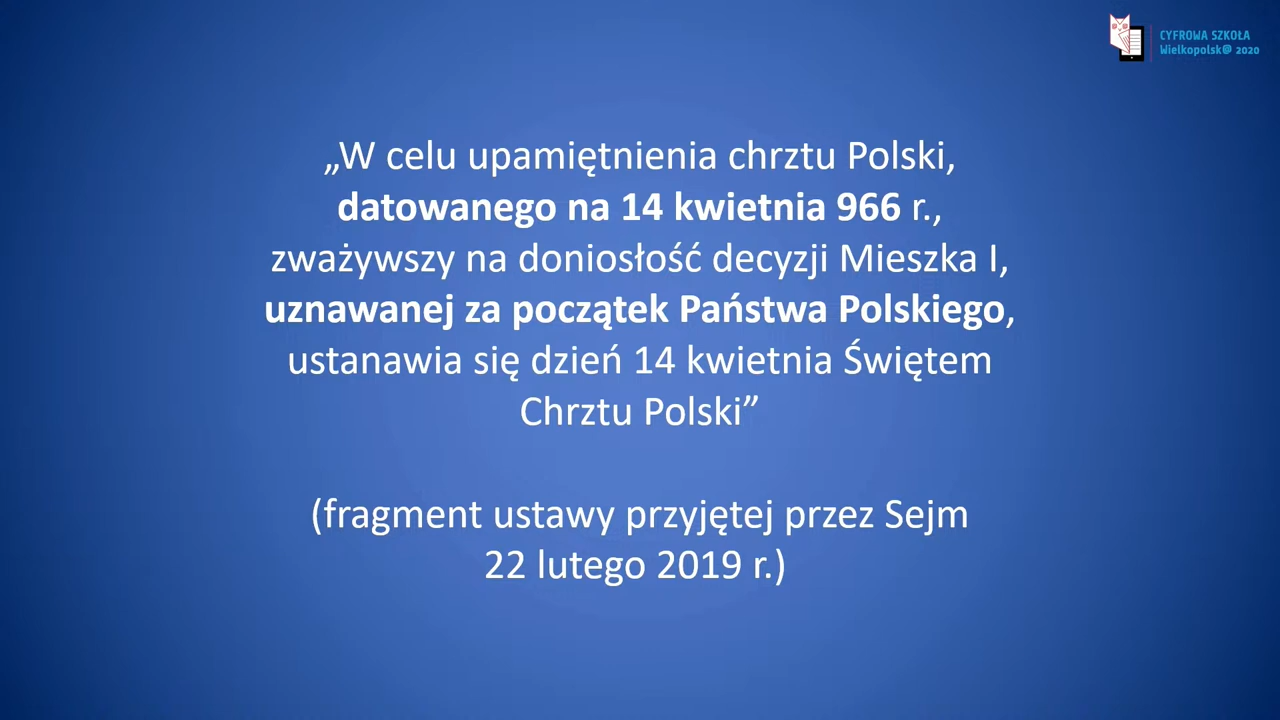 CYFROWA SZKOŁA
Wielkopolsk@ 2020
„W celu upamiętnienia chrztu Polski,
datowanego na 14 kwietnia 966 r.,
zważywszy na doniosłość decyzji Mieszka I,
uznawanej za początek Państwa Polskiego,
ustanawia się dzień 14 kwietnia Świętem
Chrztu Polski”
(fragment ustawy przyjętej przez Sejm
22 lutego 2019 r.)